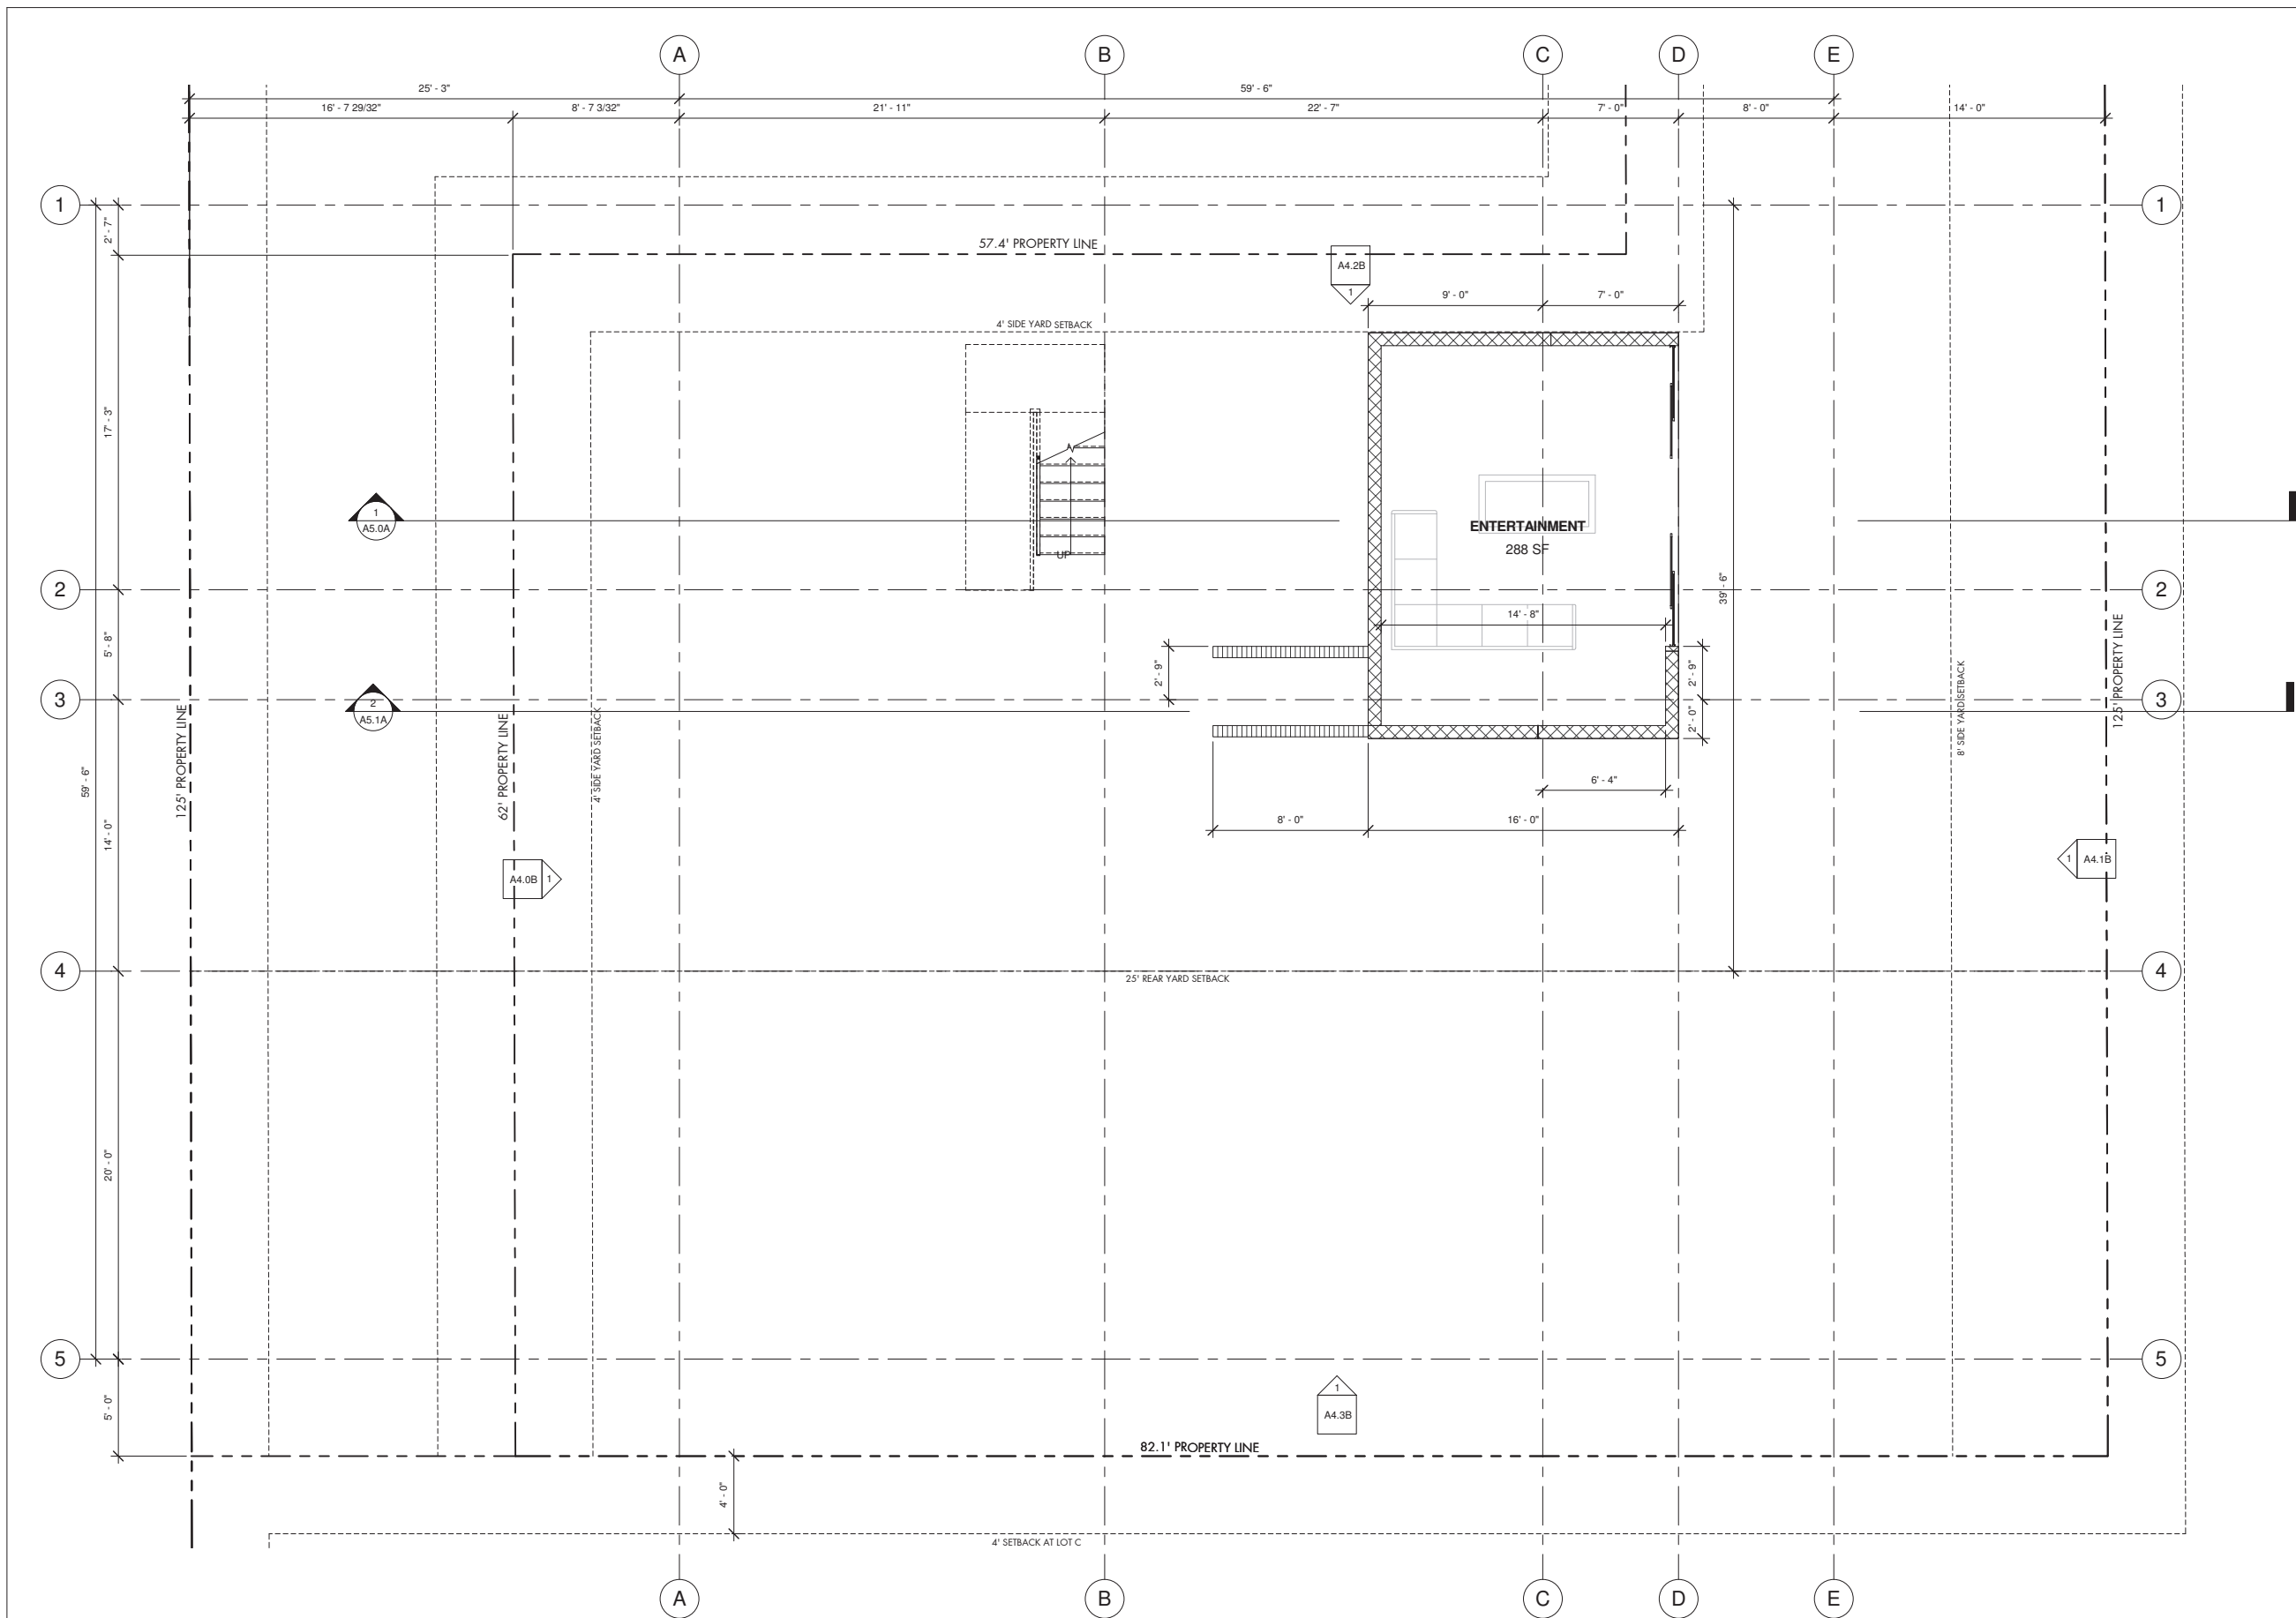 A
B
C
D
E
25' - 3"
59' - 6"
16' - 7 29/32"
8' - 7 3/32"
21' - 11"
22' - 7"
7' - 0"
8' - 0"
14' - 0"
1
1
2' - 7"
57.4' PROPERTY LINE
A4.2B
1
9' - 0"
7' - 0"
4' SIDE YARD SETBACK
17' - 3"
1
A5.0A
UP
ENTERTAINMENT
288 SF
2
2
39' - 6"
14' - 8"
5' - 8"
2' - 9"
2' - 9"
125' PROPERTY LINE
3
3
2
A5.1A
2' - 0"
8' SIDE YARD SETBACK
125' PROPERTY LINE
62' PROPERTY LINE
4' SIDE YARD SETBACK
59' - 6"
6' - 4"
8' - 0"
16' - 0"
14' - 0"
A4.0B
1
1
A4.1B
4
4
25' REAR YARD SETBACK
20' - 0"
5
5
5' - 0"
1
A4.3B
82.1' PROPERTY LINE
4' - 0"
4' SETBACK AT LOT C
A
B
C
D
E